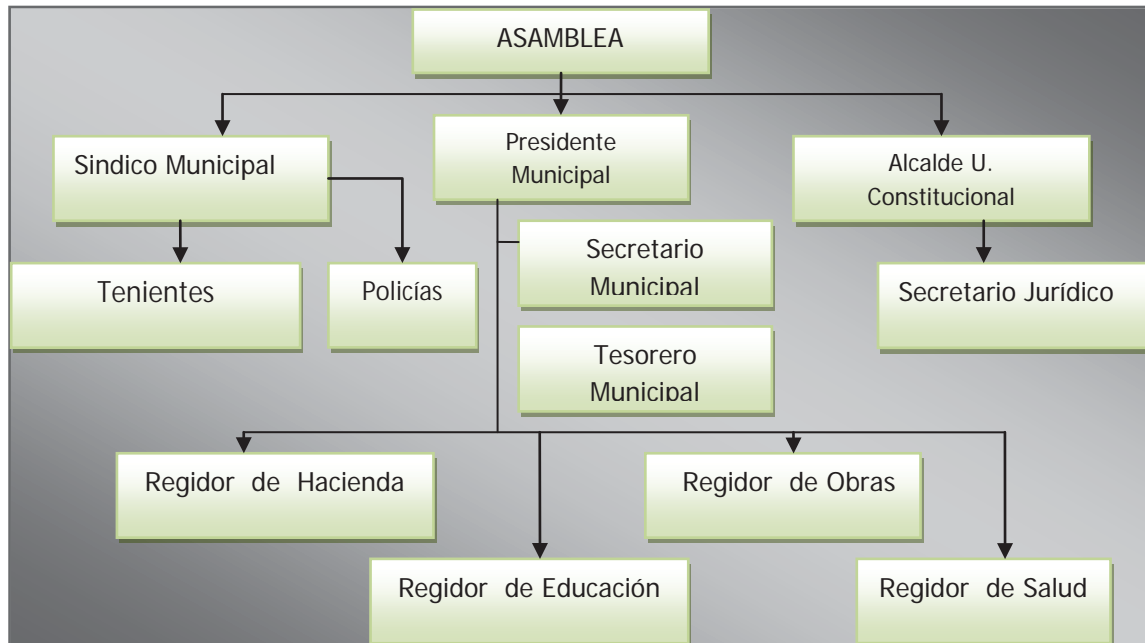 ASAMBLEA
Sindico Municipal
Presidente
Municipal
Alcalde U.
Constitucional
Tenientes
Policías
Secretario
Municipal
Secretario Jurídico
Tesorero
Municipal
Regidor de Hacienda
Regidor de Obras
Regidor de Educación
Regidor de Salud